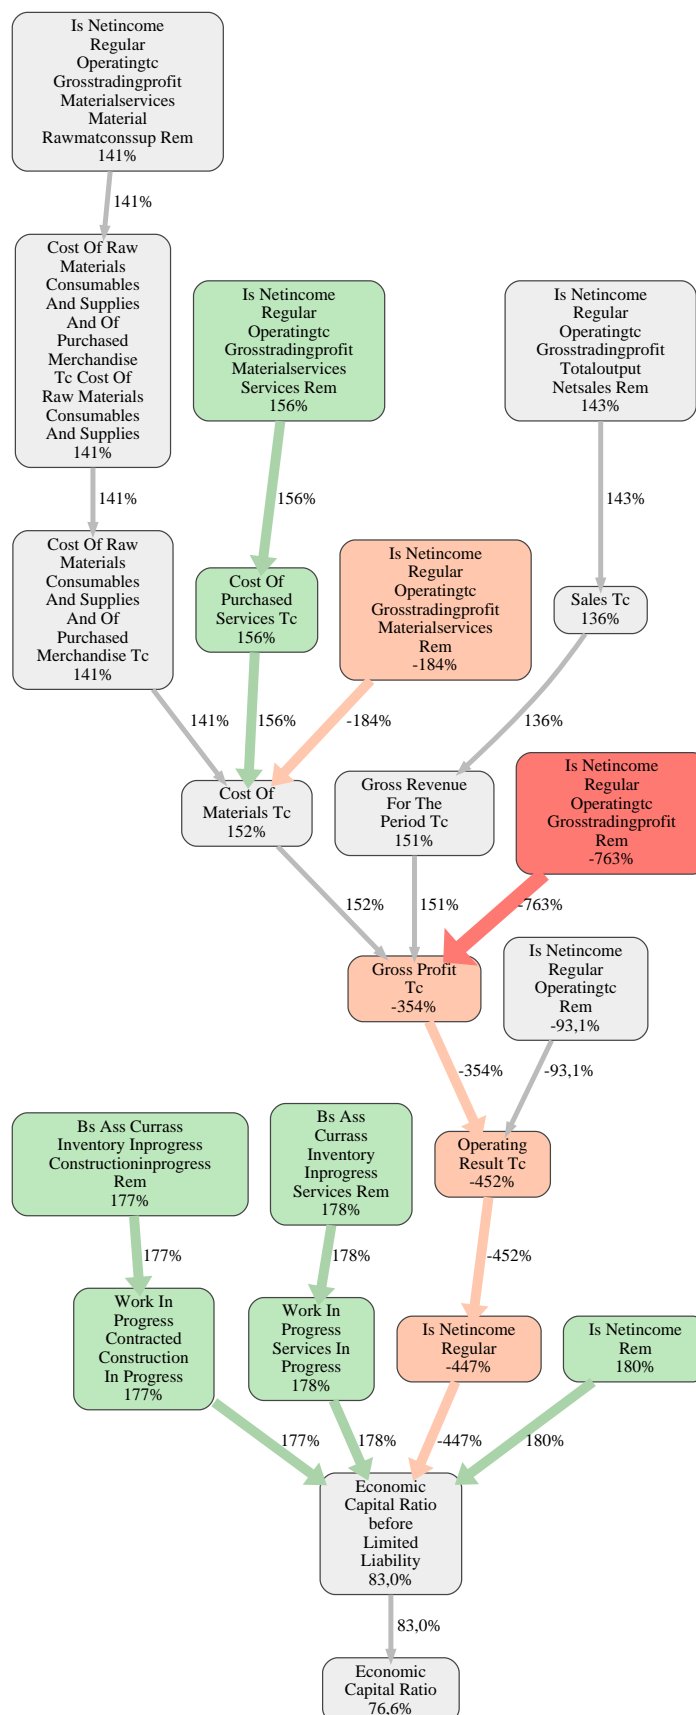 Is Netincome
Regular
Operatingtc
Grosstradingprofit
Materialservices
Material
Rawmatconssup Rem
141%
141%
Cost Of Raw
Materials
Consumables
And Supplies
And Of
Purchased
Merchandise
Tc Cost Of
Raw Materials
Consumables
And Supplies
141%
Is Netincome
Regular
Operatingtc
Grosstradingprofit
Materialservices
Services Rem
156%
Is Netincome
Regular
Operatingtc
Grosstradingprofit
Totaloutput
Netsales Rem
143%
141%
156%
143%
Cost Of Raw
Materials
Consumables
And Supplies
And Of
Purchased
Merchandise Tc
141%
Cost Of
Purchased
Services Tc
156%
Is Netincome
Regular
Operatingtc
Grosstradingprofit
Materialservices
Rem
-184%
Sales Tc
136%
141%
156%
-184%
136%
Cost Of
Materials Tc
152%
Gross Revenue
For The
Period Tc
151%
Is Netincome
Regular
Operatingtc
Grosstradingprofit
Rem
-763%
152%
151%
-763%
Gross Profit
Tc
-354%
Is Netincome
Regular
Operatingtc
Rem
-93,1%
-354%
-93,1%
Bs Ass Currass
Inventory Inprogress
Constructioninprogress
Rem
177%
Bs Ass
Currass
Inventory
Inprogress
Services Rem
178%
Operating
Result Tc
-452%
177%
178%
-452%
Work In
Progress
Contracted
Construction
In Progress
177%
Work In
Progress
Services In
Progress
178%
Is Netincome
Regular
-447%
Is Netincome
Rem
180%
177%
178%
-447%
180%
Economic
Capital Ratio
before
Limited
Liability
83,0%
83,0%
Economic
Capital Ratio
76,6%